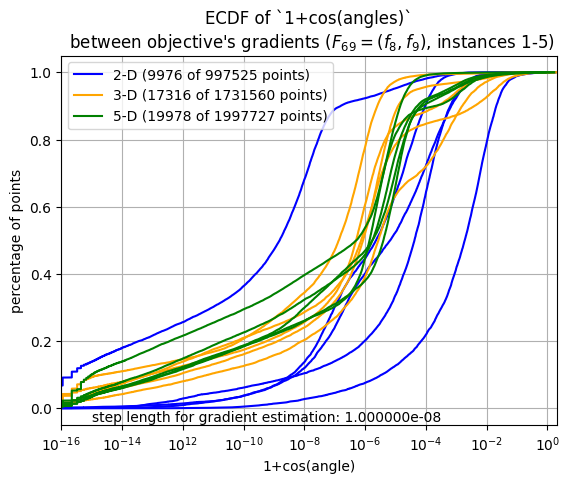 ECDF of `1+cos(angles)`
between objective's gradients ($F_{69} = (f_8, f_9)$, instances 1-5)
2-D (9976 of 997525 points)
3-D (17316 of 1731560 points)
5-D (19978 of 1997727 points)
percentage of points
1.0
0.8
0.6
0.4
0.2
0.0
step length for gradient estimation: 1.000000e-08
10⁻¹⁶ 10⁻¹⁴ 10⁻¹² 10⁻¹⁰ 10⁻⁸ 10⁻⁶ 10⁻⁴ 10⁻² 10⁰
1+cos(angle)